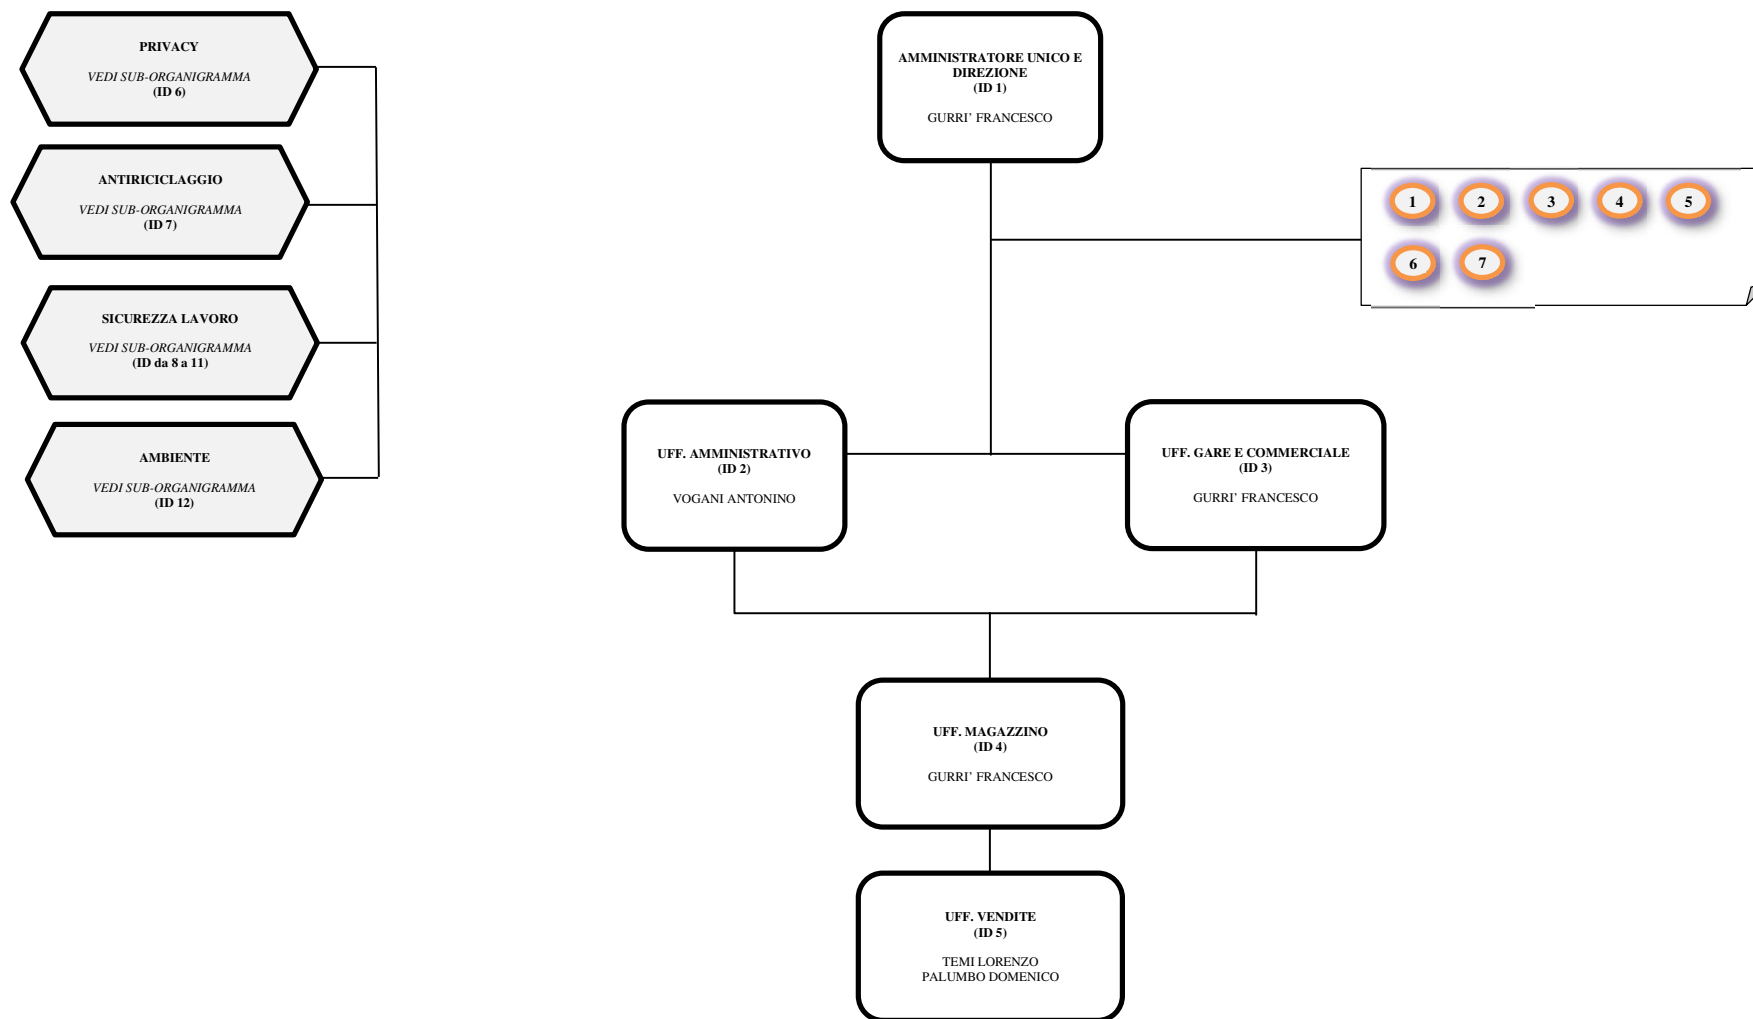 PRIVACY
VEDI SUB-ORGANIGRAMMA
(ID 6)
ANTIRICICLAGGIO
VEDI SUB-ORGANIGRAMMA
(ID 7)
SICUREZZA LAVORO
VEDI SUB-ORGANIGRAMMA
(ID da 8 a 11)
AMBIENTE
VEDI SUB-ORGANIGRAMMA
(ID 12)
AMMINISTRATORE UNICO E
DIREZIONE
(ID 1)
GURRI’ FRANCESCO
1 2 3 4 5
6 7
UFF. AMMINISTRATIVO
(ID 2)
VOGANI ANTONINO
UFF. GARE E COMMERCIALE
(ID 3)
GURRI’ FRANCESCO
UFF. MAGAZZINO
(ID 4)
GURRI’ FRANCESCO
UFF. VENDITE
(ID 5)
TEMI LORENZO
PALUMBO DOMENICO